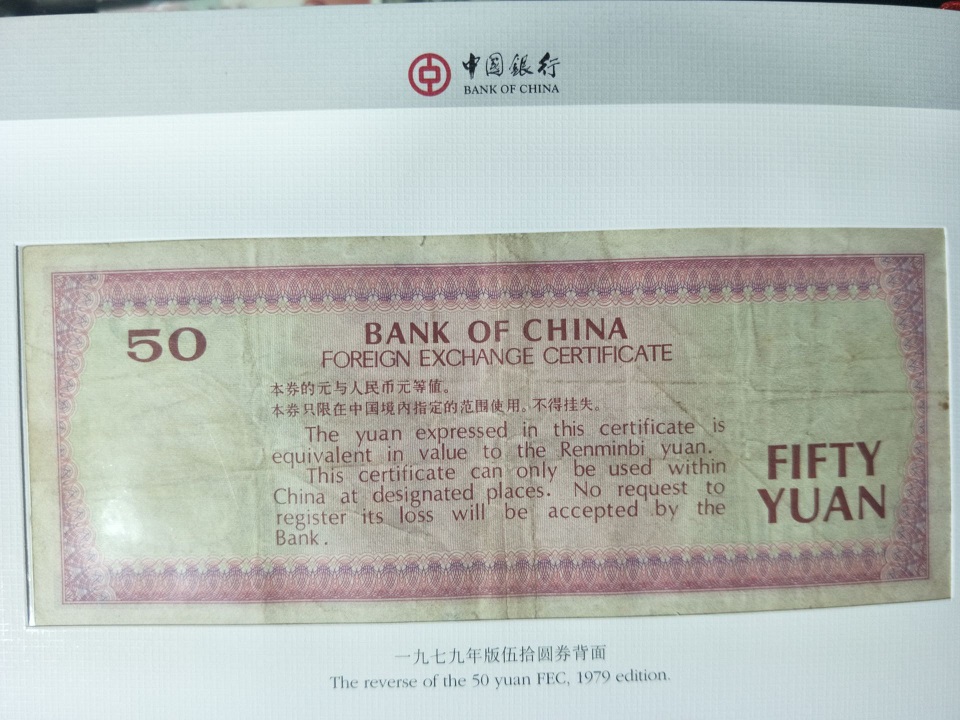 中国銀行
BANK OF CHINA
50
BANK OF CHINA
FOREIGN EXCHANGE CERTIFICATE
本券的元与人民币元等值。
本券只限在中国境内指定的范围使用。不得挂失。
The yuan expressed in this certificate is
equivalent in value to the Renminbi yuan.
This certificate can only be used within
China at designated places. No request to
register its loss will be accepted by the
Bank.
FIFTY
YUAN
一九七九年版伍拾圆券背面
The reverse of the 50 yuan FEC, 1979 edition.